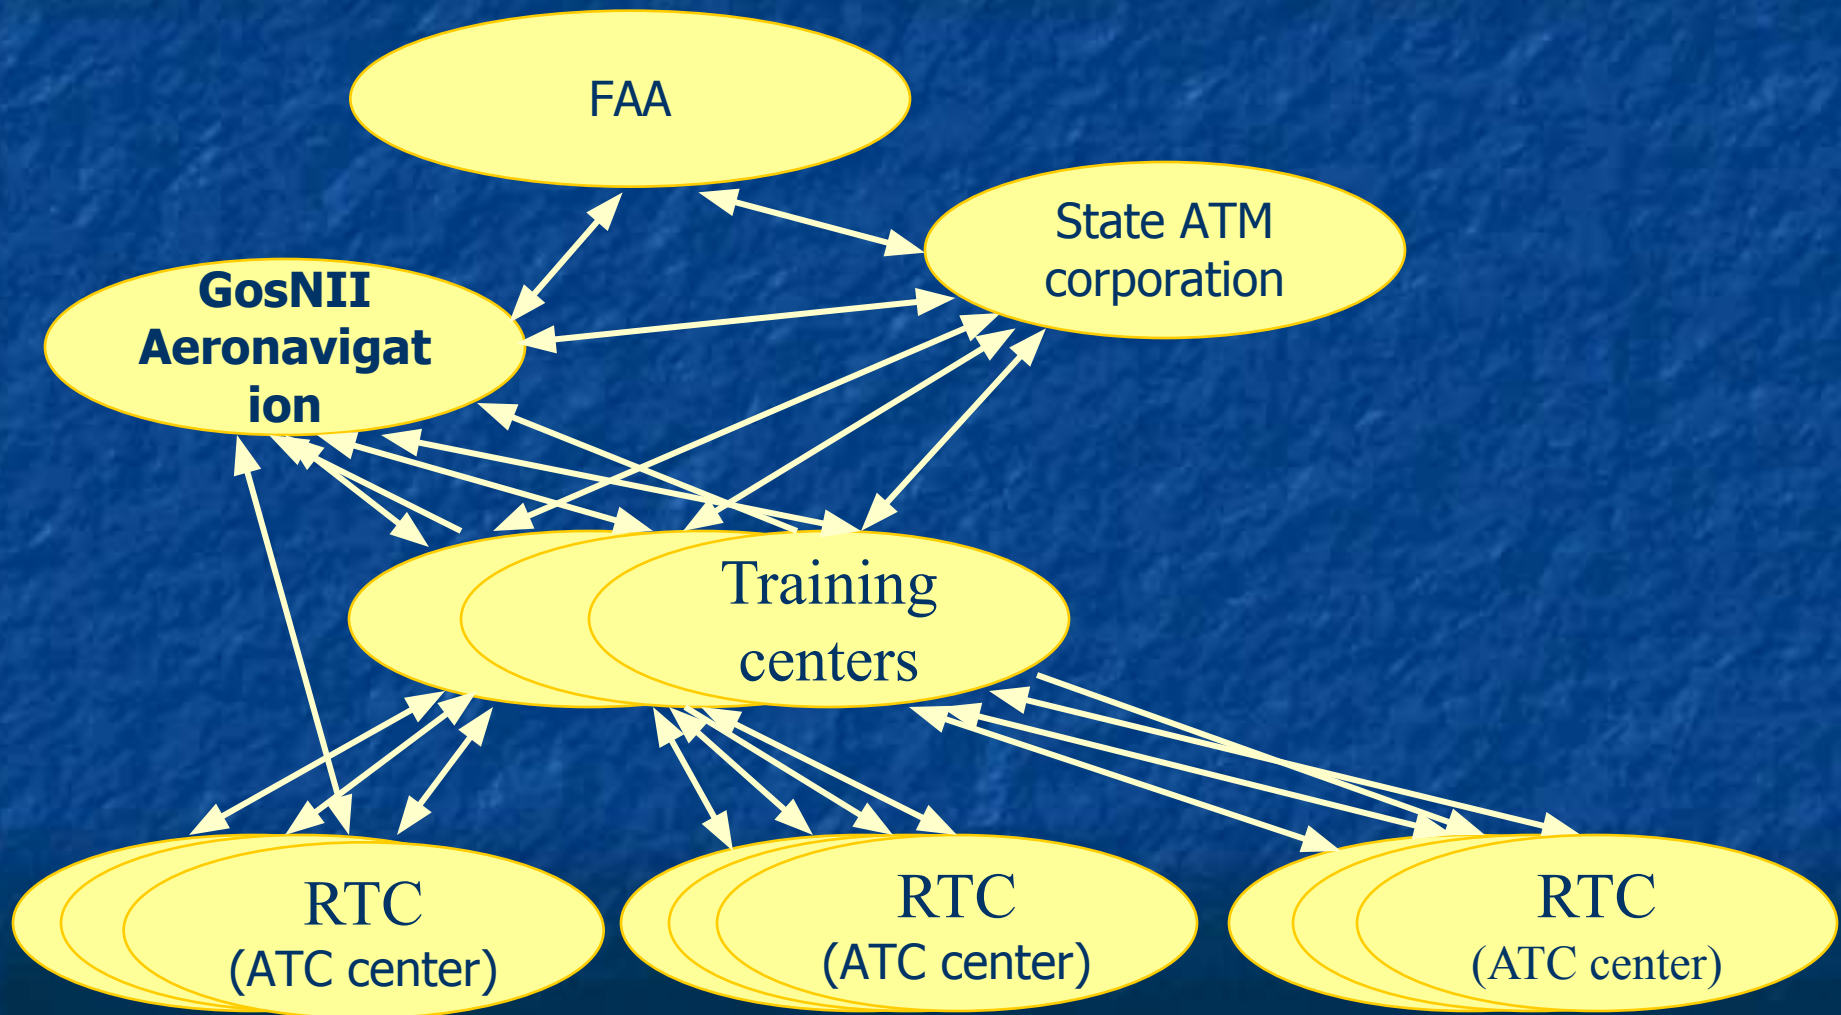 FAA
State ATM
corporation
GosNII
Aeronavigat
ion
Training
centers
RTC
(ATC center)
RTC
(ATC center)
RTC
(ATC center)